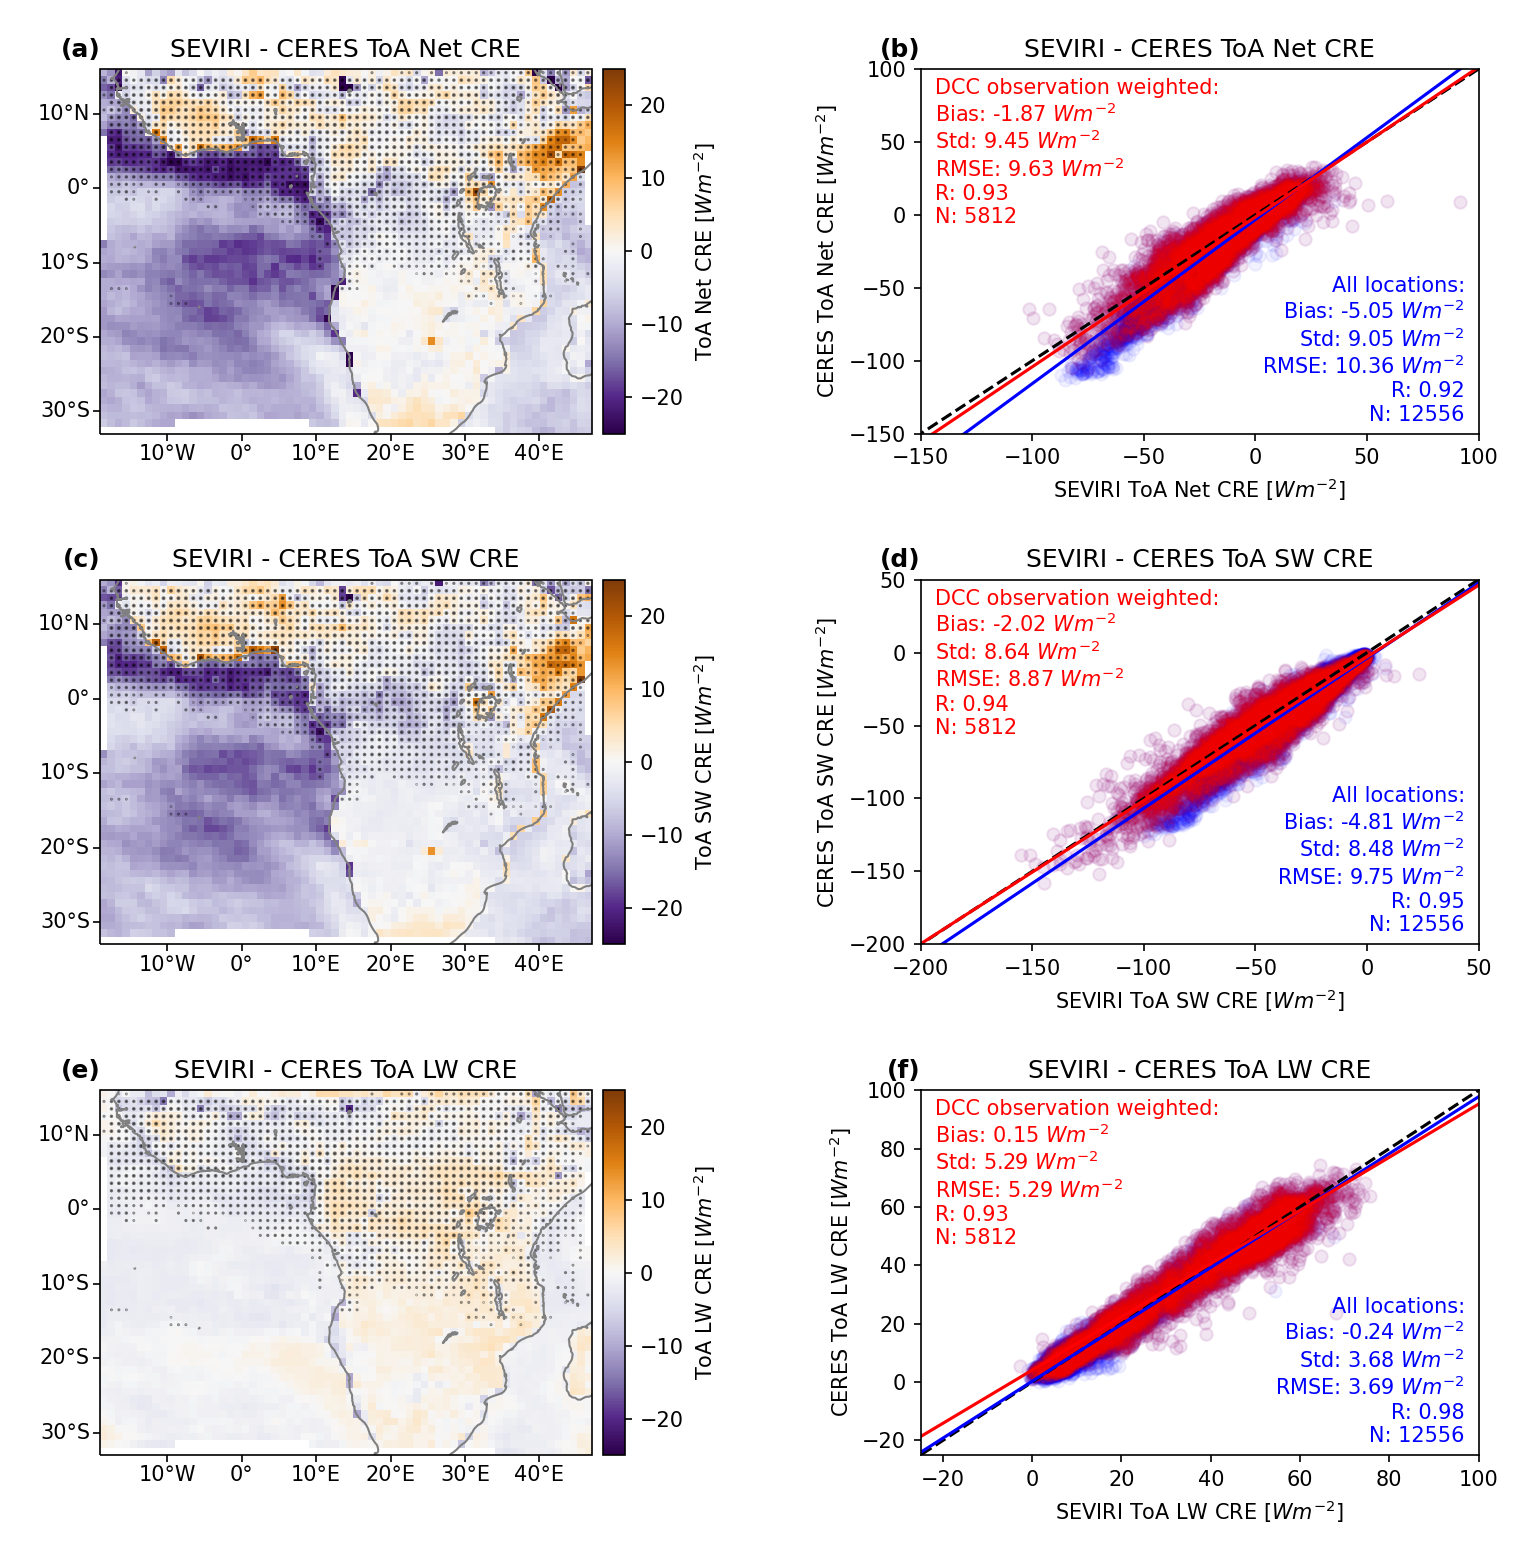 (a) SEVIRI - CERES ToA Net CRE
10°N
0°
10°S
20°S
30°S
10°W 0° 10°E 20°E 30°E 40°E
20
10
0
−10
−20
ToA Net CRE [Wm−2]
(b) SEVIRI - CERES ToA Net CRE
100
50
0
−50
−100
−150
CERES ToA Net CRE [Wm−2]
DCC observation weighted:
Bias: -1.87 Wm−2
Std: 9.45 Wm−2
RMSE: 9.63 Wm−2
R: 0.93
N: 5812
All locations:
Bias: -5.05 Wm−2
Std: 9.05 Wm−2
RMSE: 10.36 Wm−2
R: 0.92
N: 12556
−150 −100 −50 0 50 100
SEVIRI ToA Net CRE [Wm−2]
(c) SEVIRI - CERES ToA SW CRE
10°N
0°
10°S
20°S
30°S
10°W 0° 10°E 20°E 30°E 40°E
20
10
0
−10
−20
ToA SW CRE [Wm−2]
(d) SEVIRI - CERES ToA SW CRE
50
0
−50
−100
−150
−200
CERES ToA SW CRE [Wm−2]
DCC observation weighted:
Bias: -2.02 Wm−2
Std: 8.64 Wm−2
RMSE: 8.87 Wm−2
R: 0.94
N: 5812
All locations:
Bias: -4.81 Wm−2
Std: 8.48 Wm−2
RMSE: 9.75 Wm−2
R: 0.95
N: 12556
−200 −150 −100 −50 0 50
SEVIRI ToA SW CRE [Wm−2]
(e) SEVIRI - CERES ToA LW CRE
10°N
0°
10°S
20°S
30°S
10°W 0° 10°E 20°E 30°E 40°E
20
10
0
−10
−20
ToA LW CRE [Wm−2]
(f) SEVIRI - CERES ToA LW CRE
100
80
60
40
20
0
−20
CERES ToA LW CRE [Wm−2]
DCC observation weighted:
Bias: 0.15 Wm−2
Std: 5.29 Wm−2
RMSE: 5.29 Wm−2
R: 0.93
N: 5812
All locations:
Bias: -0.24 Wm−2
Std: 3.68 Wm−2
RMSE: 3.69 Wm−2
R: 0.98
N: 12556
−20 0 20 40 60 80 100
SEVIRI ToA LW CRE [Wm−2]